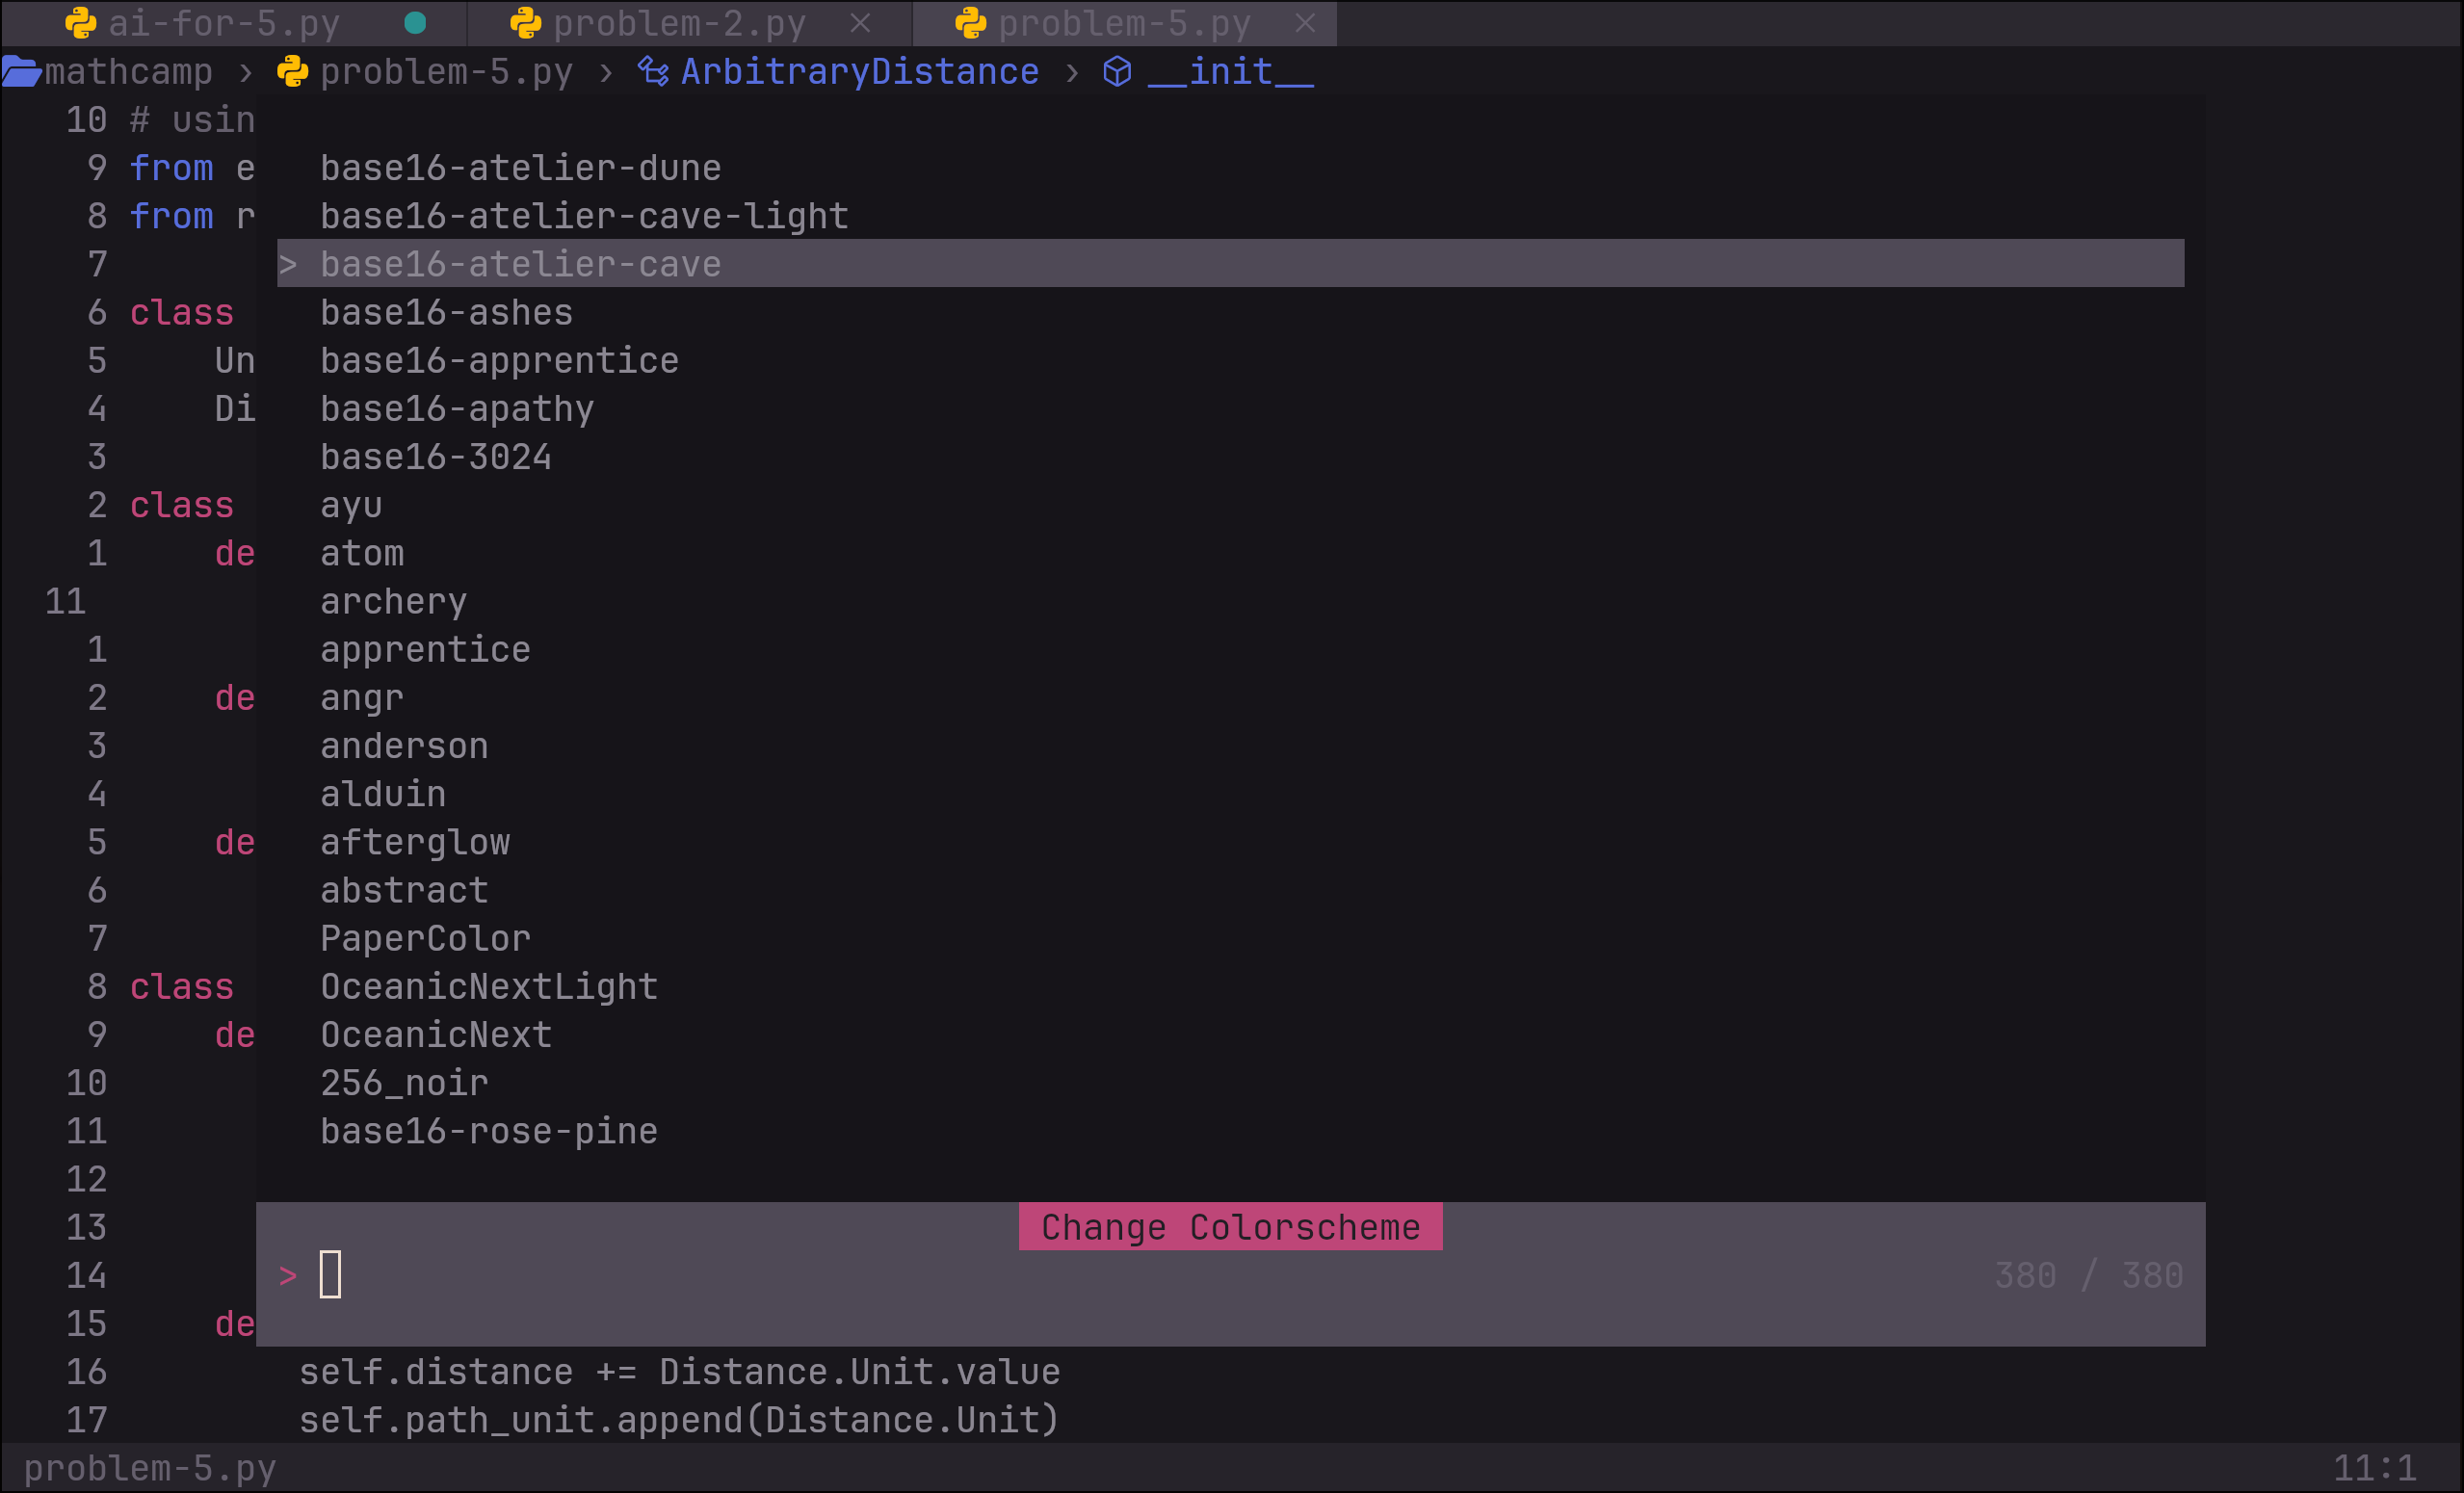 ai-for-5.py ● problem-2.py × problem-5.py ×
mathcamp › problem-5.py › ArbitraryDistance › __init__
10 # usin
9 from e base16-atelier-dune
8 from r base16-atelier-cave-light
7 > base16-atelier-cave
6 class base16-ashes
5 Un base16-apprentice
4 Di base16-apathy
3 base16-3024
2 class ayu
1 de atom
11 archery
1 apprentice
2 de angr
3 anderson
4 alduin
5 de afterglow
6 abstract
7 PaperColor
8 class OceanicNextLight
9 de OceanicNext
10 256_noir
11 base16-rose-pine
12
13 Change Colorscheme
14 > 380 / 380
15 de
16 self.distance += Distance.Unit.value
17 self.path_unit.append(Distance.Unit)
problem-5.py 11:1